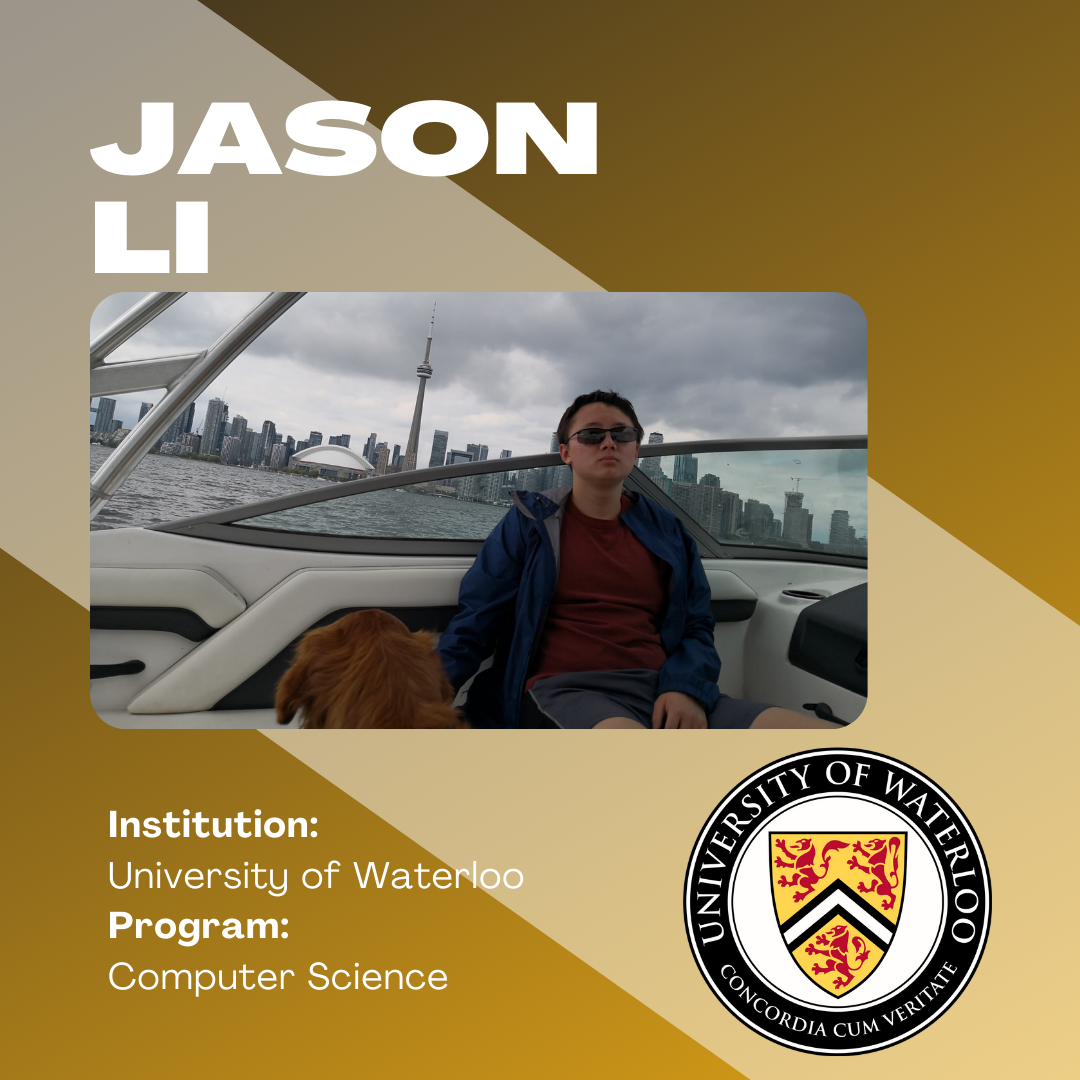 JASON
LI
Institution:
University of Waterloo
Program:
Computer Science
UNIVERSITY OF WATERLOO
CONCORDIA CUM VERITATE